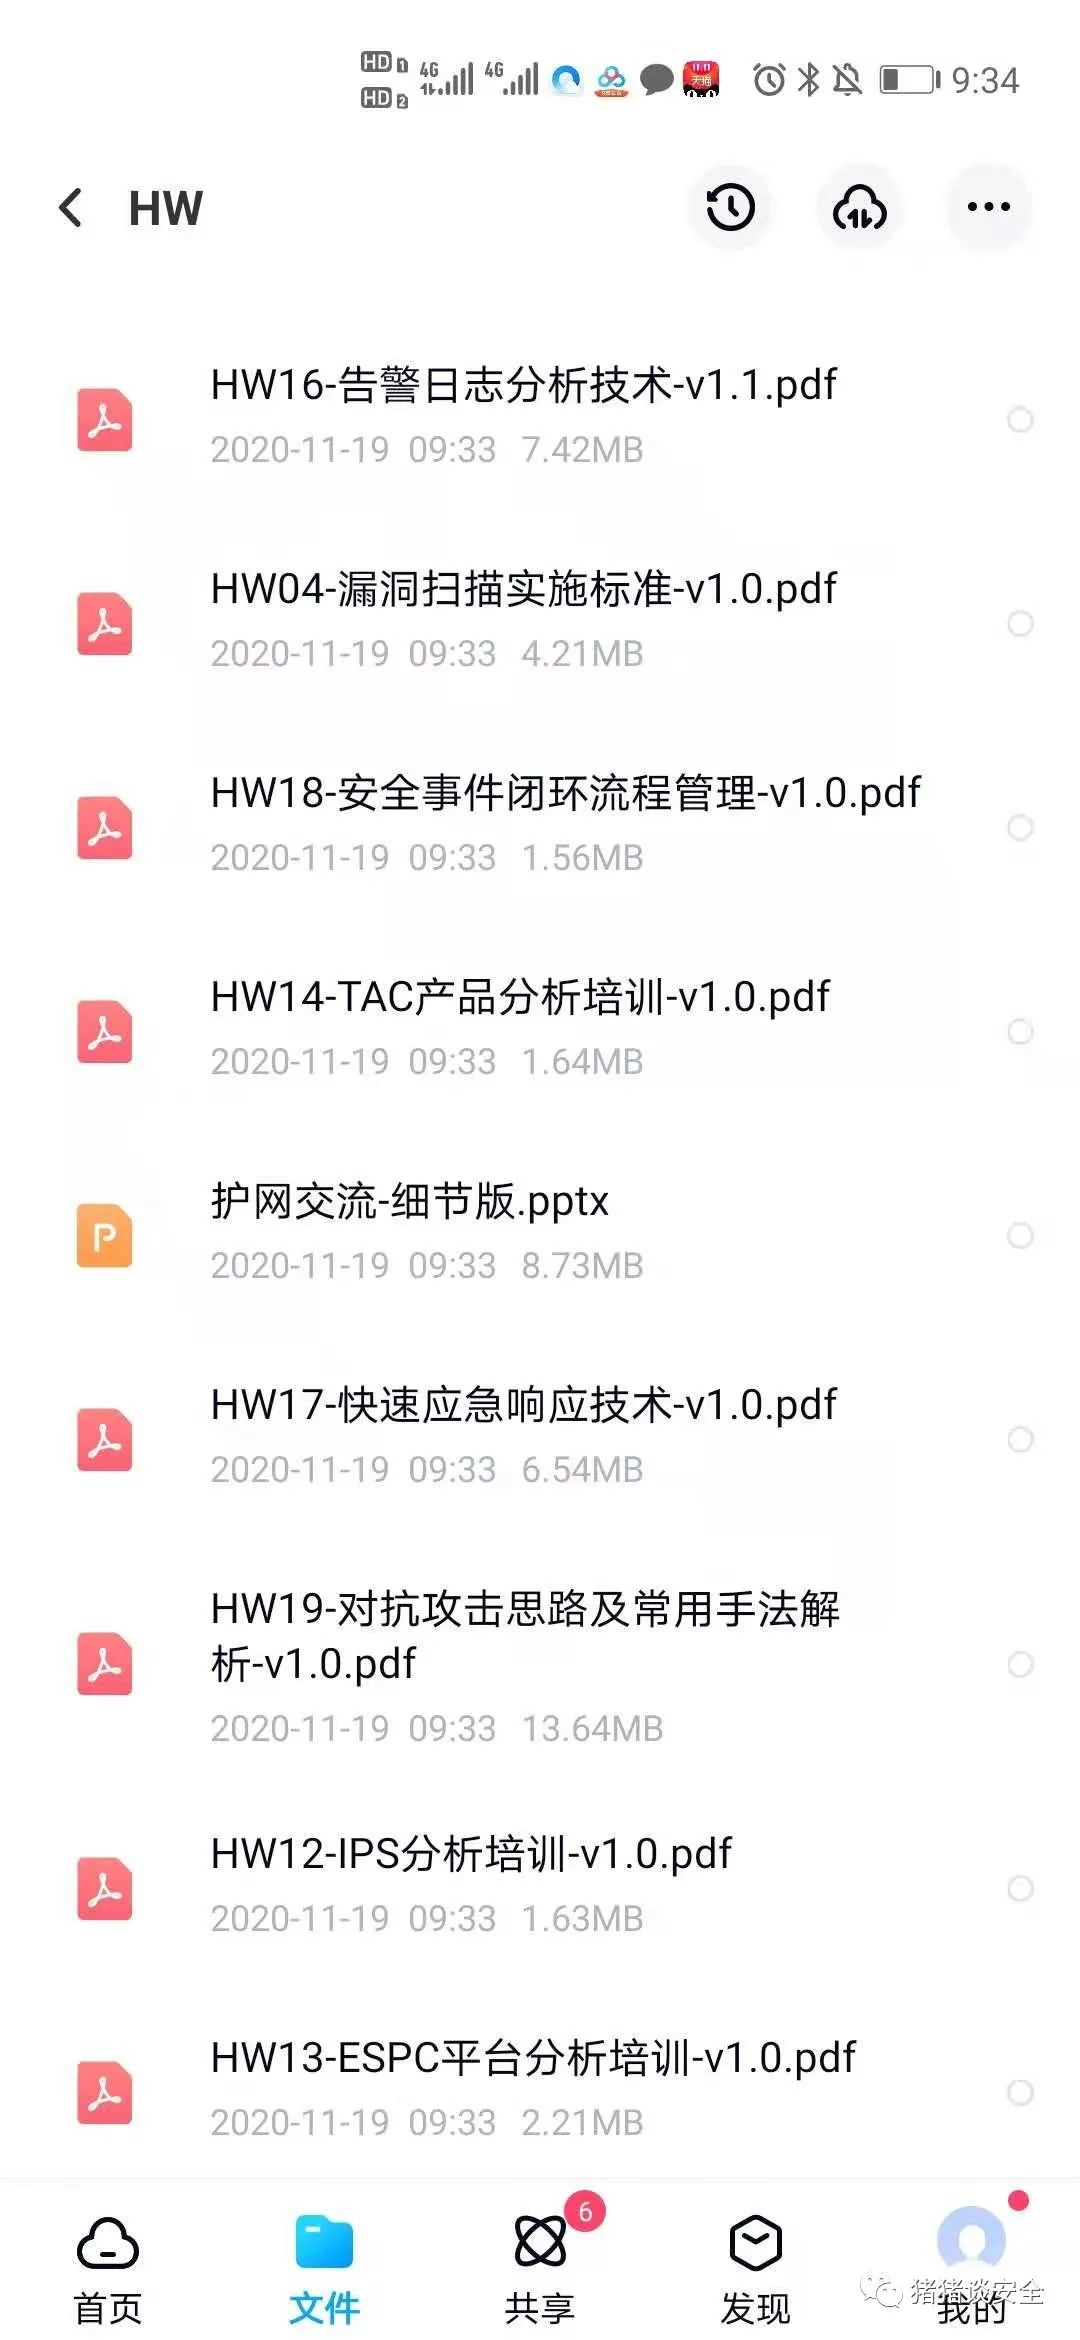 HD 1 4G 4G 11.11 9:34
HD 2 天猫
HW
HW16-告警日志分析技术-v1.1.pdf
2020-11-19 09:33 7.42MB
HW04-漏洞扫描实施标准-v1.0.pdf
2020-11-19 09:33 4.21MB
HW18-安全事件闭环流程管理-v1.0.pdf
2020-11-19 09:33 1.56MB
HW14-TAC产品分析培训-v1.0.pdf
2020-11-19 09:33 1.64MB
P
护网交流-细节版.pptx
2020-11-19 09:33 8.73MB
HW17-快速应急响应技术-v1.0.pdf
2020-11-19 09:33 6.54MB
HW19-对抗攻击思路及常用手法解
析-v1.0.pdf
2020-11-19 09:33 13.64MB
HW12-IPS分析培训-v1.0.pdf
2020-11-19 09:33 1.63MB
HW13-ESPC平台分析培训-v1.0.pdf
2020-11-19 09:33 2.21MB
6
猪猪谈安全
首页 文件 共享 发现 我的